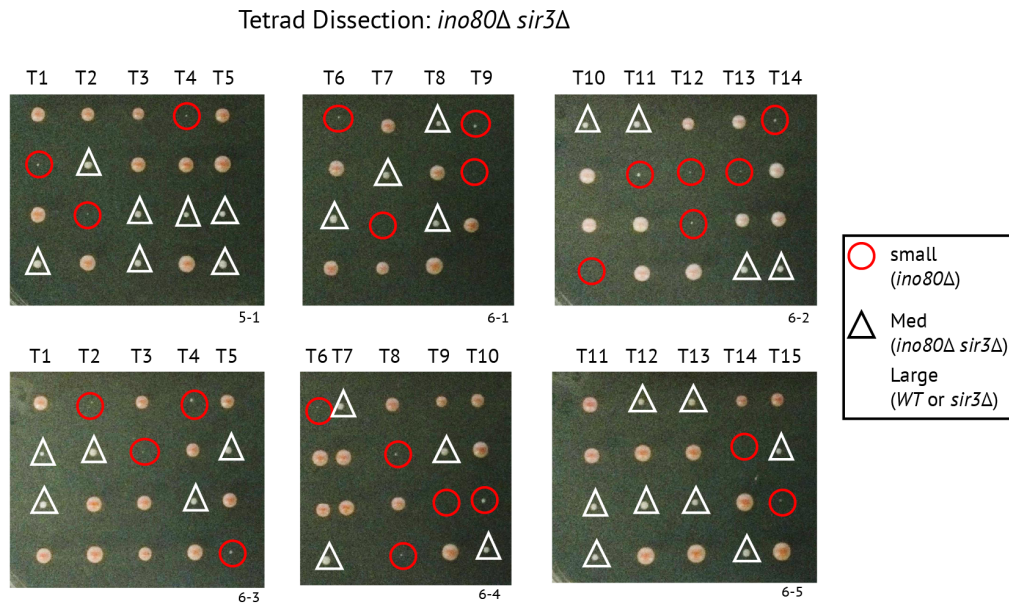 Tetrad Dissection: ino80Δ sir3Δ
T1 T2 T3 T4 T5
T6 T7 T8 T9
T10 T11 T12 T13 T14
5-1
6-1
6-2
small
(ino80Δ)
Med
(ino80Δ sir3Δ)
Large
(WT or sir3Δ)
T1 T2 T3 T4 T5
T6 T7 T8 T9 T10
T11 T12 T13 T14 T15
6-3
6-4
6-5